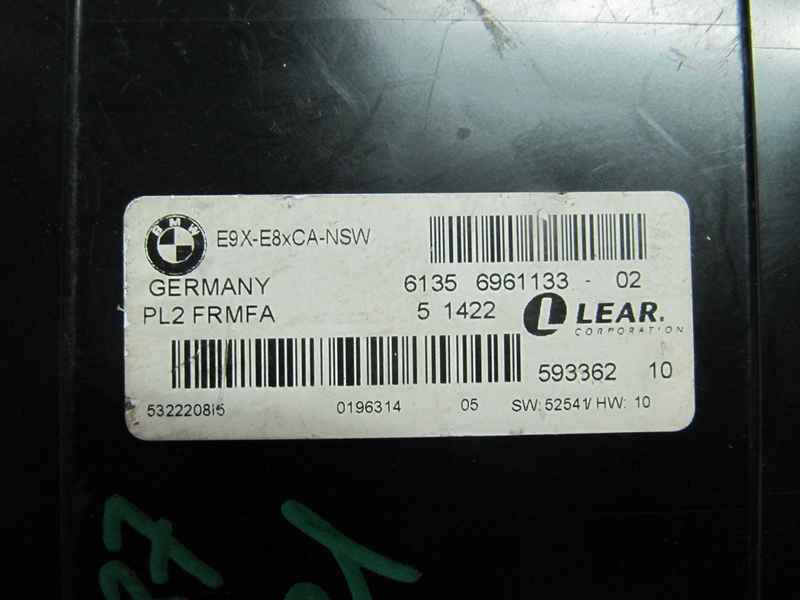 BMW
E9X-E8xCA-NSW
GERMANY
6135 6961133 - 02
PL2 FRMFA
5 1422
LEAR.
CORPORATION
593362 10
532220815
0196314
05
SW: 52541/ HW: 10